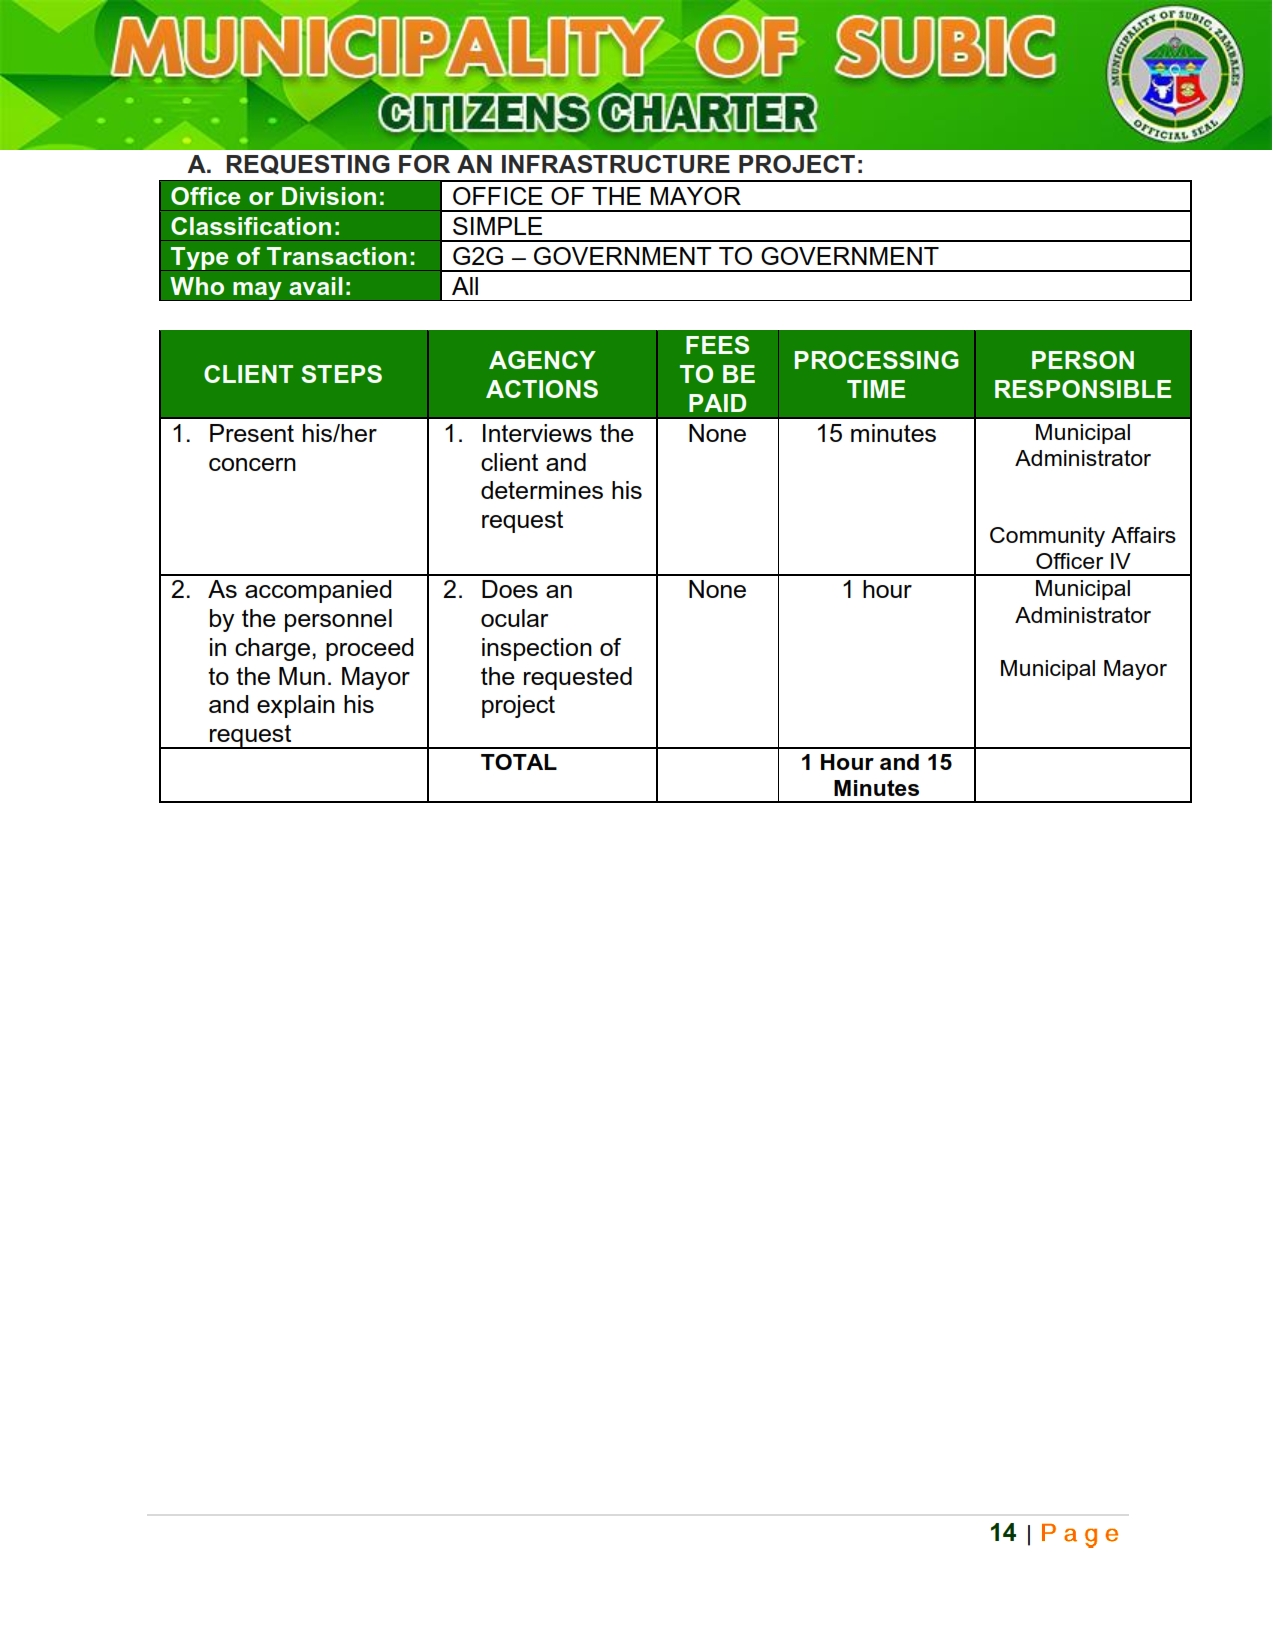 MUNICIPALITY OF SUBIC
CITIZENS CHARTER
MUNICIPALITY OF SUBIC, ZAMBALES
OFFICIAL SEAL
A. REQUESTING FOR AN INFRASTRUCTURE PROJECT:
Office or Division: OFFICE OF THE MAYOR
Classification: SIMPLE
Type of Transaction: G2G – GOVERNMENT TO GOVERNMENT
Who may avail: All
CLIENT STEPS
AGENCY
ACTIONS
FEES
TO BE
PAID
PROCESSING
TIME
PERSON
RESPONSIBLE
1. Present his/her
concern
1. Interviews the
client and
determines his
request
None
15 minutes
Municipal
Administrator
Community Affairs
Officer IV
2. As accompanied
by the personnel
in charge, proceed
to the Mun. Mayor
and explain his
request
2. Does an
ocular
inspection of
the requested
project
None
1 hour
Municipal
Administrator
Municipal Mayor
TOTAL
1 Hour and 15
Minutes
14 | Page